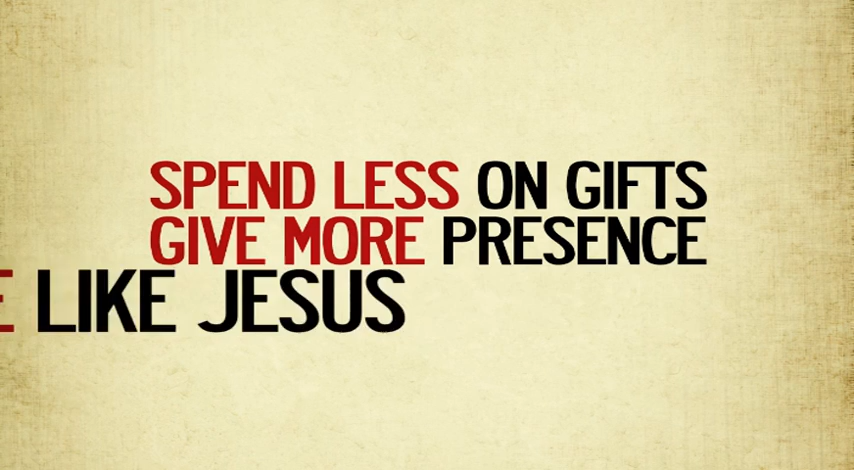 SPEND LESS ON GIFTS
GIVE MORE PRESENCE
LIKE JESUS